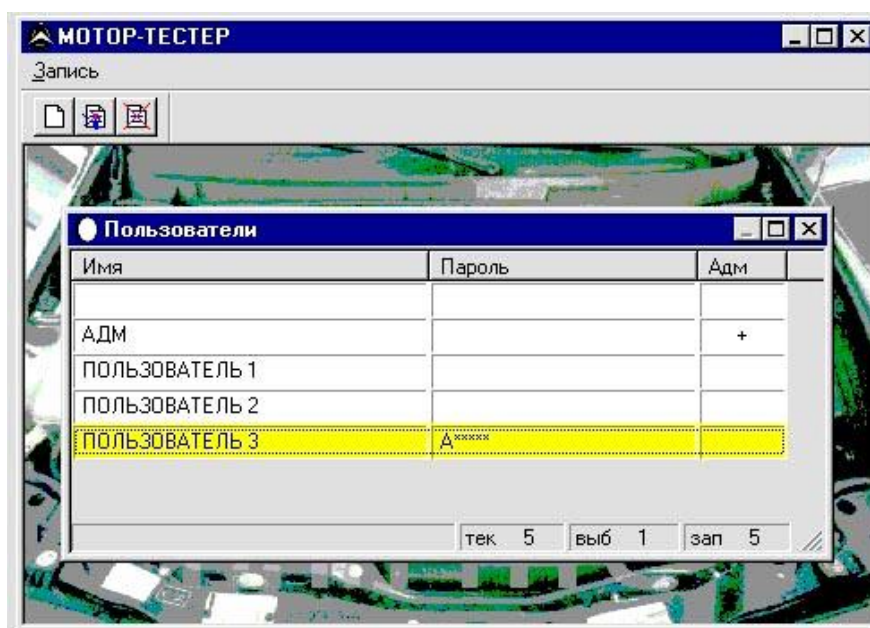 МОТОР-ТЕСТЕР
Запись
Пользователи
Имя Пароль Адм
АДМ +
ПОЛЬЗОВАТЕЛЬ 1
ПОЛЬЗОВАТЕЛЬ 2
ПОЛЬЗОВАТЕЛЬ 3 А*****
тек 5 выб 1 зап 5